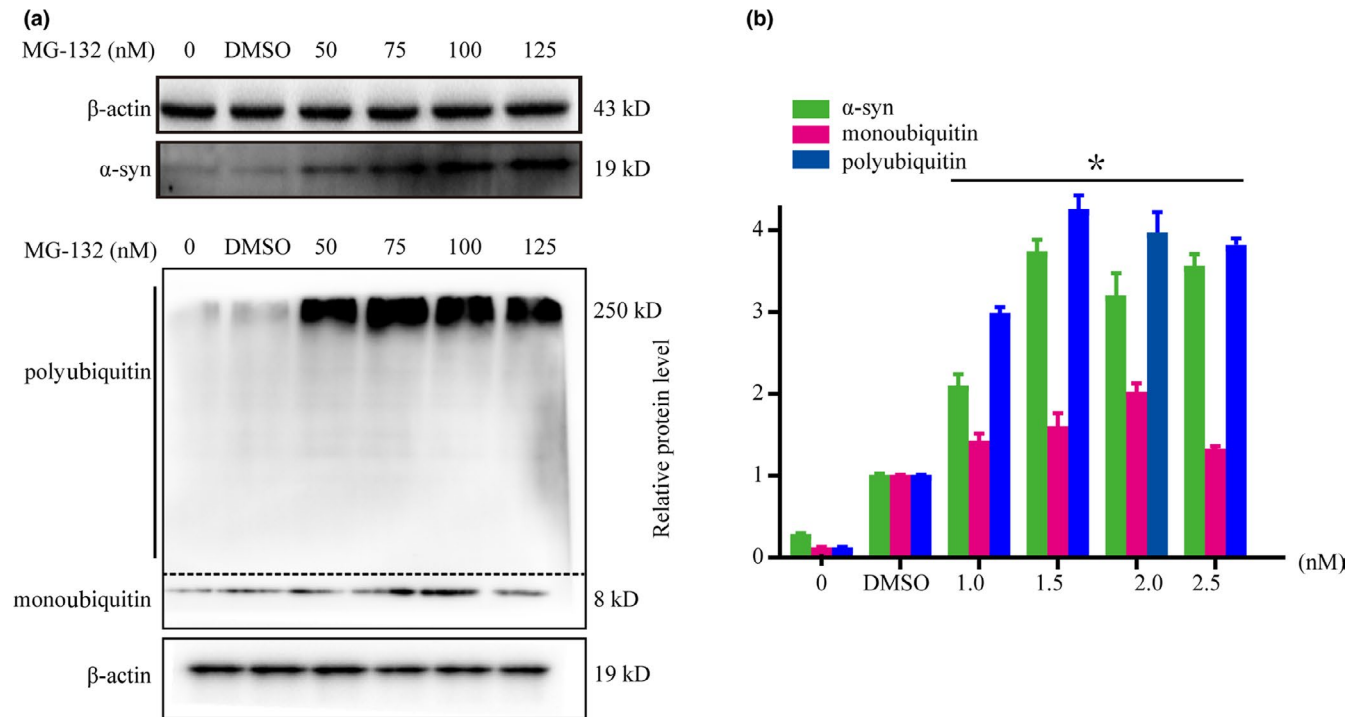 (a)
MG-132 (nM) 0 DMSO 50 75 100 125
β-actin 43 kD
α-syn 19 kD
MG-132 (nM) 0 DMSO 50 75 100 125
250 kD
polyubiquitin
monoubiquitin 8 kD
β-actin 19 kD
(b)
α-syn
monoubiquitin
polyubiquitin
*
Relative protein level
4
3
2
1
0
0 DMSO 1.0 1.5 2.0 2.5 (nM)